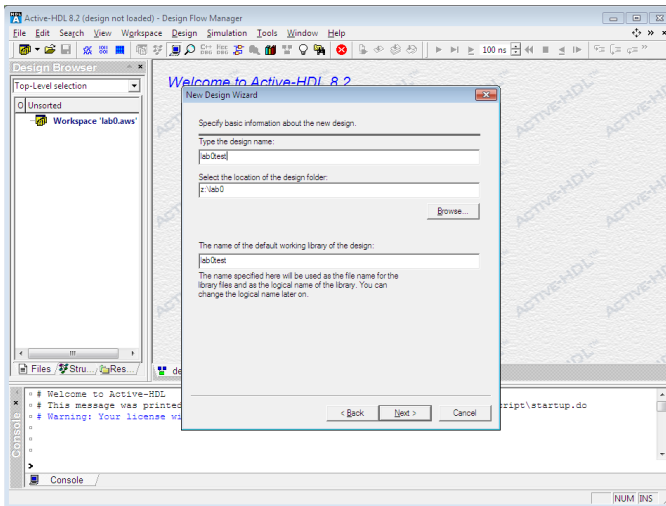 Active-HDL 8.2 (design not loaded) - Design Flow Manager
File Edit Search View Workspace Design Simulation Tools Window Help
100 ns
Design Browser
Top-Level selection
Unsorted
Workspace 'lab0.aws'
Files / Stru... / Res... /
de
Welcome to Active-HDL 8.2
New Design Wizard
Specify basic information about the new design.
Type the design name:
lab0test
Select the location of the design folder:
z:\lab0
Browse...
The name of the default working library of the design:
lab0test
The name specified here will be used as the file name for the
library files and as the logical name of the library. You can
change the logical name later on.
< Back Next > Cancel
ACTIVE-HDL
Console
# Welcome to Active-HDL
# This message was printed ript\startup.do
# Warning: Your license wi
>
Console
NUM INS